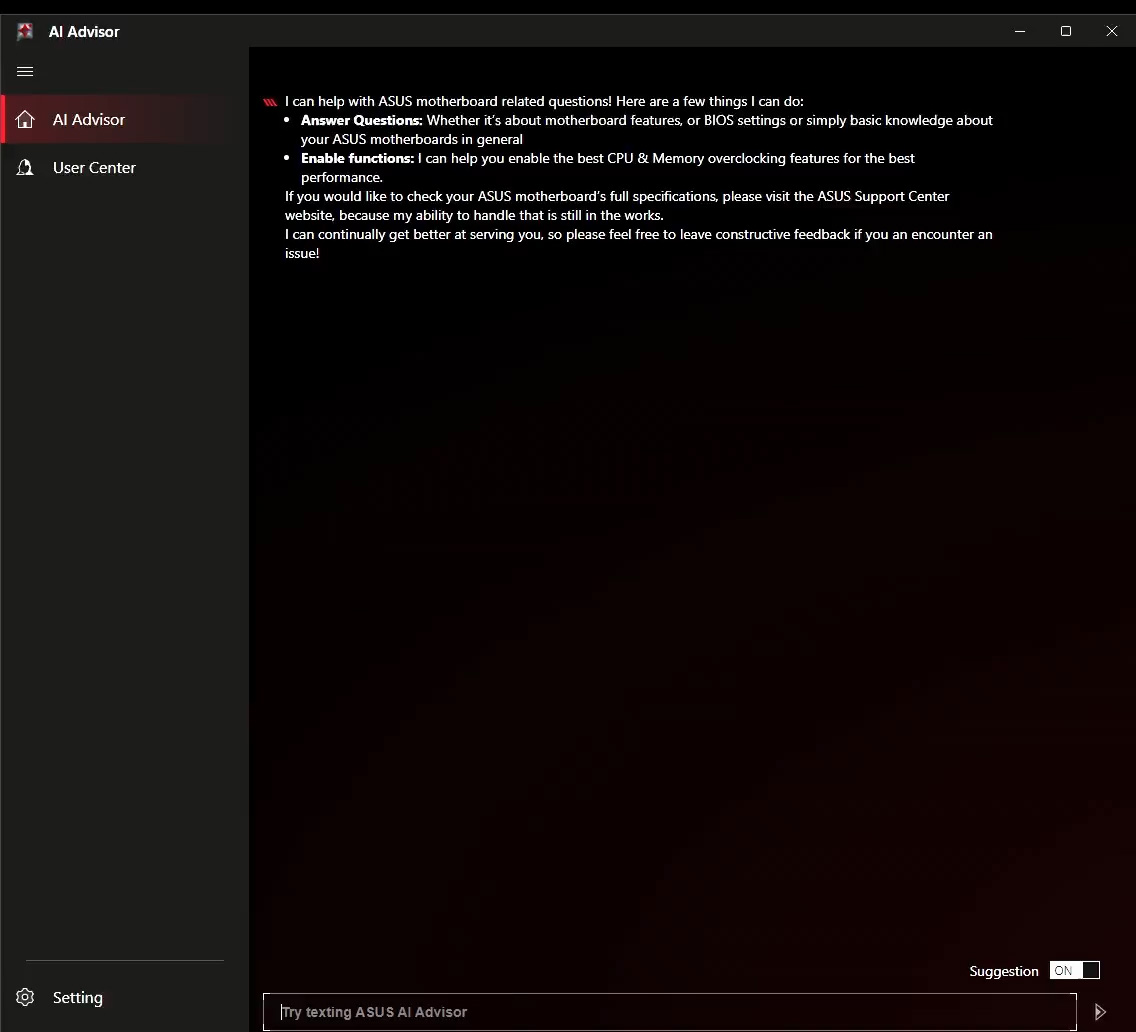 AI Advisor
AI Advisor
User Center
I can help with ASUS motherboard related questions! Here are a few things I can do:
• Answer Questions: Whether it's about motherboard features, or BIOS settings or simply basic knowledge about
your ASUS motherboards in general
• Enable functions: I can help you enable the best CPU & Memory overclocking features for the best
performance.
If you would like to check your ASUS motherboard's full specifications, please visit the ASUS Support Center
website, because my ability to handle that is still in the works.
I can continually get better at serving you, so please feel free to leave constructive feedback if you an encounter an
issue!
Suggestion ON
Setting
Try texting ASUS AI Advisor